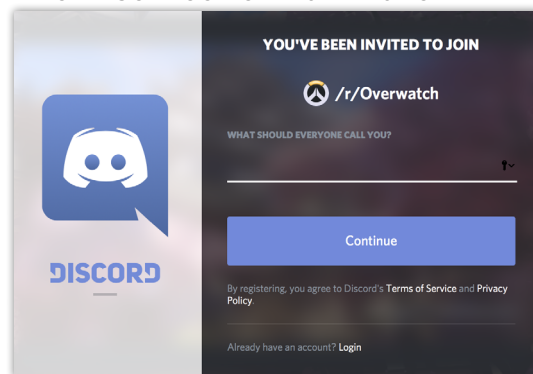 YOU'VE BEEN INVITED TO JOIN
/r/Overwatch
WHAT SHOULD EVERYONE CALL YOU?
Continue
DISCORD
By registering, you agree to Discord's Terms of Service and Privacy
Policy.
Already have an account? Login